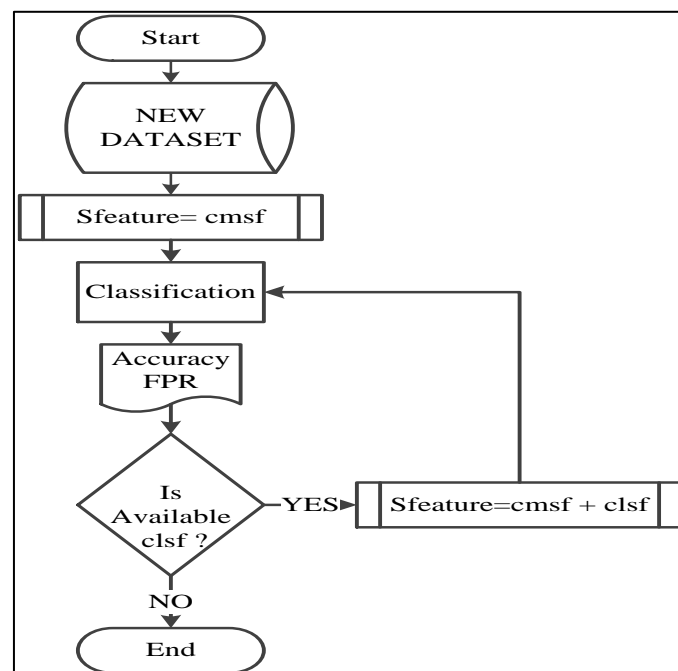 Start
NEW
DATASET
Sfeature= cmsf
Classification
Accuracy
FPR
Is
Available
clsf ?
YES
Sfeature=cmsf + clsf
NO
End